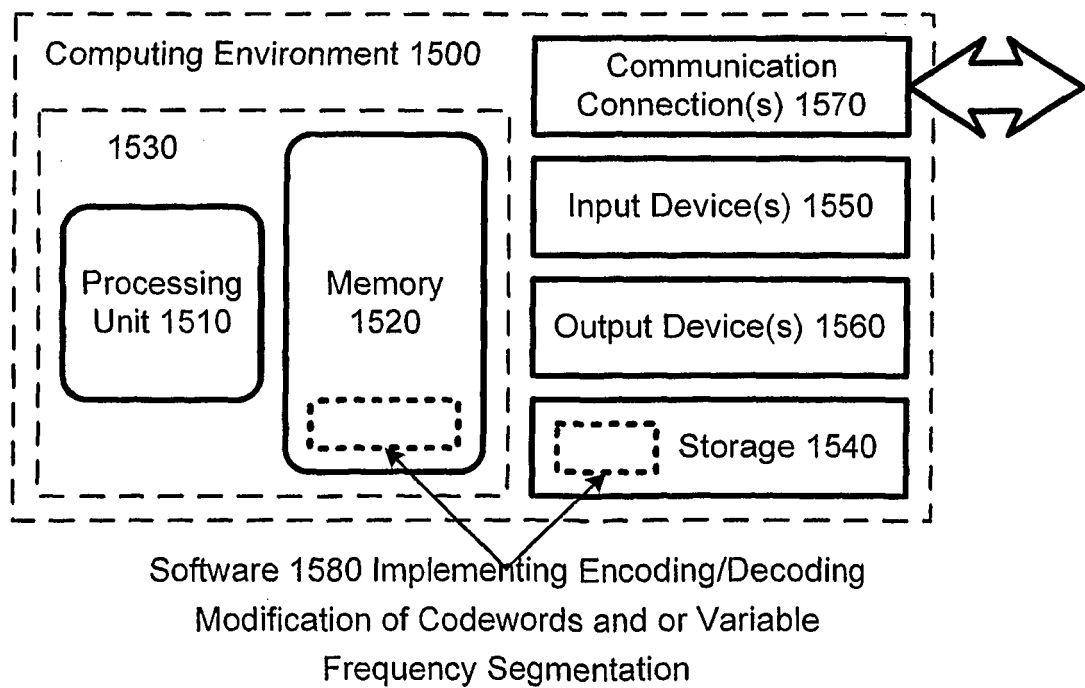 Computing Environment 1500
Communication
Connection(s) 1570
1530
Input Device(s) 1550
Processing
Unit 1510
Memory
1520
Output Device(s) 1560
Storage 1540
Software 1580 Implementing Encoding/Decoding
Modification of Codewords and or Variable
Frequency Segmentation